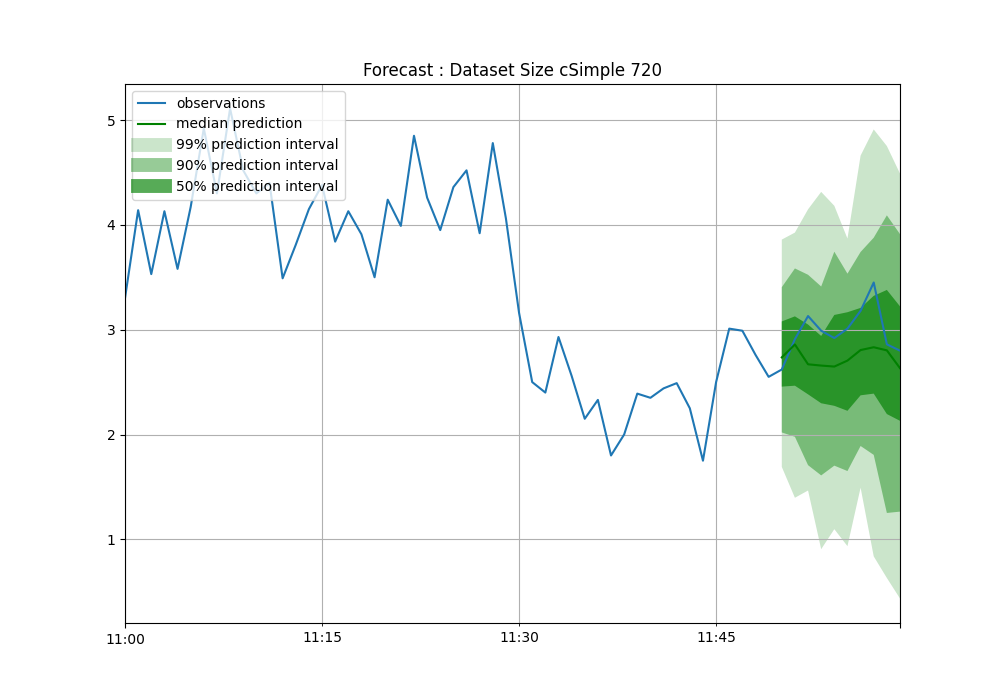 Forecast : Dataset Size cSimple 720
observations
median prediction
99% prediction interval
90% prediction interval
50% prediction interval
5
4
3
2
1
11:00
11:15
11:30
11:45